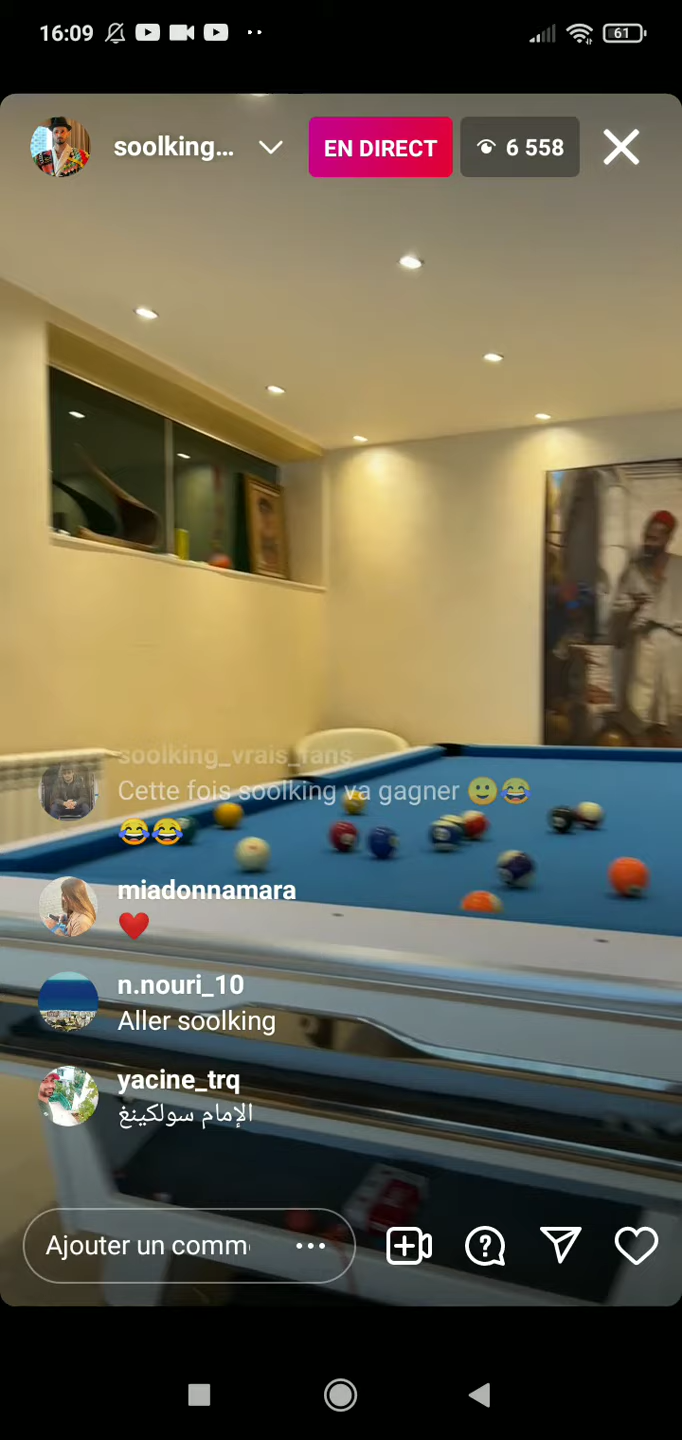 16:09
61
soolking...
EN DIRECT
6 558
soolking_vrais_fans
Cette fois soolking va gagner 🙂😂
😂😂
miadonnamara
❤️
n.nouri_10
Aller soolking
yacine_trq
الإمام سولكينغ
Ajouter un comm